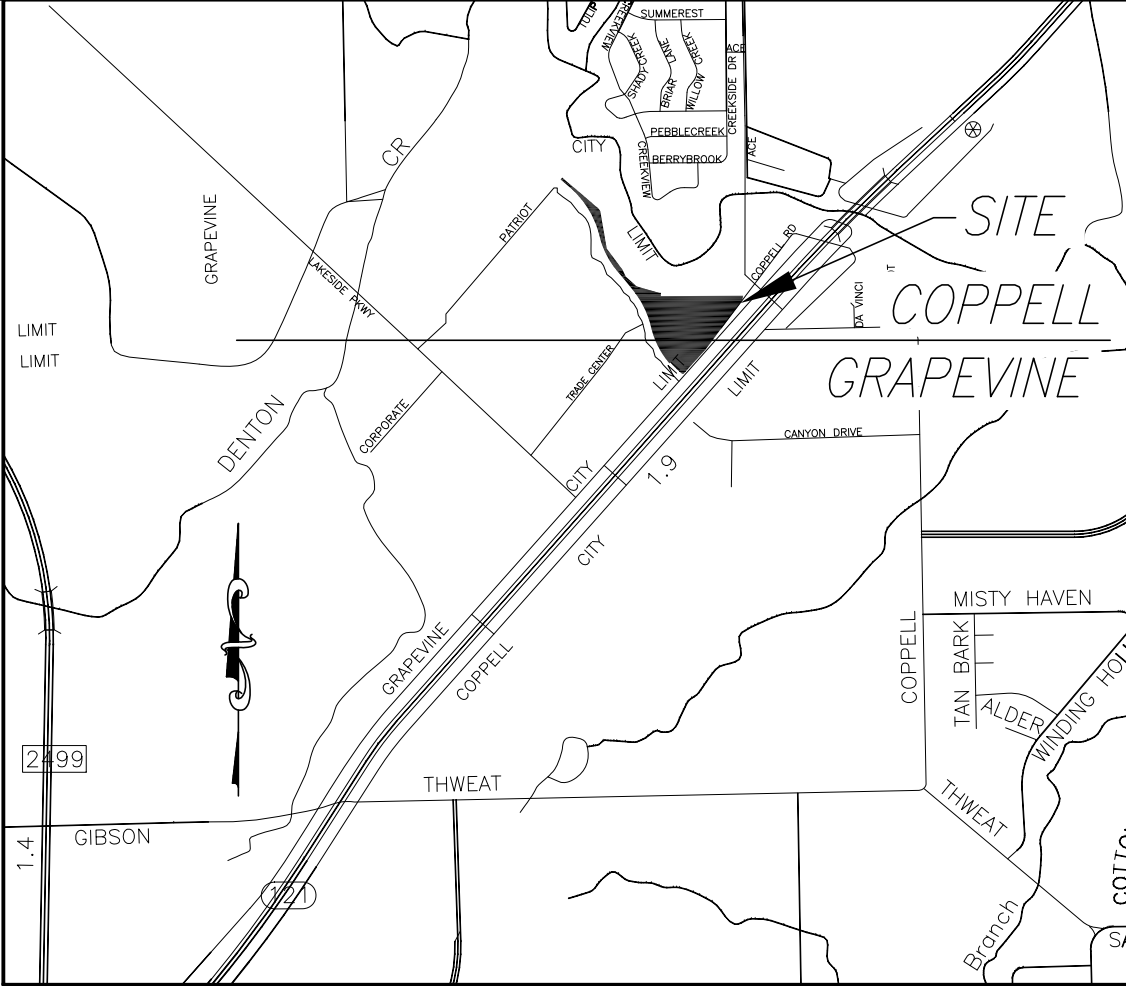 SUMMEREST
TULIP
CREEKVIEW
SHADY CREEK
BRIAR LANE
WILLOW CREEK
ACE
CREEKSIDE DR
PEBBLECREEK
CITY
CREEKVIEW
BERRYBROOK
ACE
CR
GRAPEVINE
PATRIOT
LIMIT
COPPELL RD
SITE
LAKESIDE PKWY
DA VINCI
COPPELL
LIMIT
LIMIT
TRADE CENTER
LIMIT
LIMIT
GRAPEVINE
DENTON
CORPORATE
CANYON DRIVE
CITY
1.9
CITY
MISTY HAVEN
GRAPEVINE
COPPELL
COPPELL
TAN BARK
ALDER
WINDING
2499
THWEAT
THWEAT
GIBSON
1.4
121
Branch